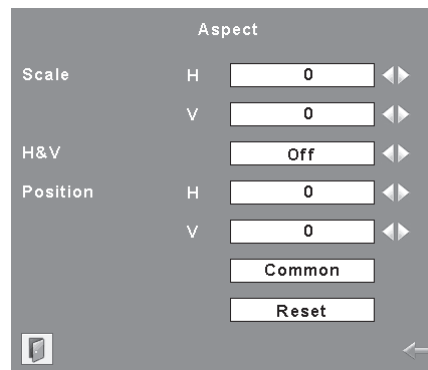 Aspect
Scale H 0
V 0
H&V Off
Position H 0
V 0
Common
Reset